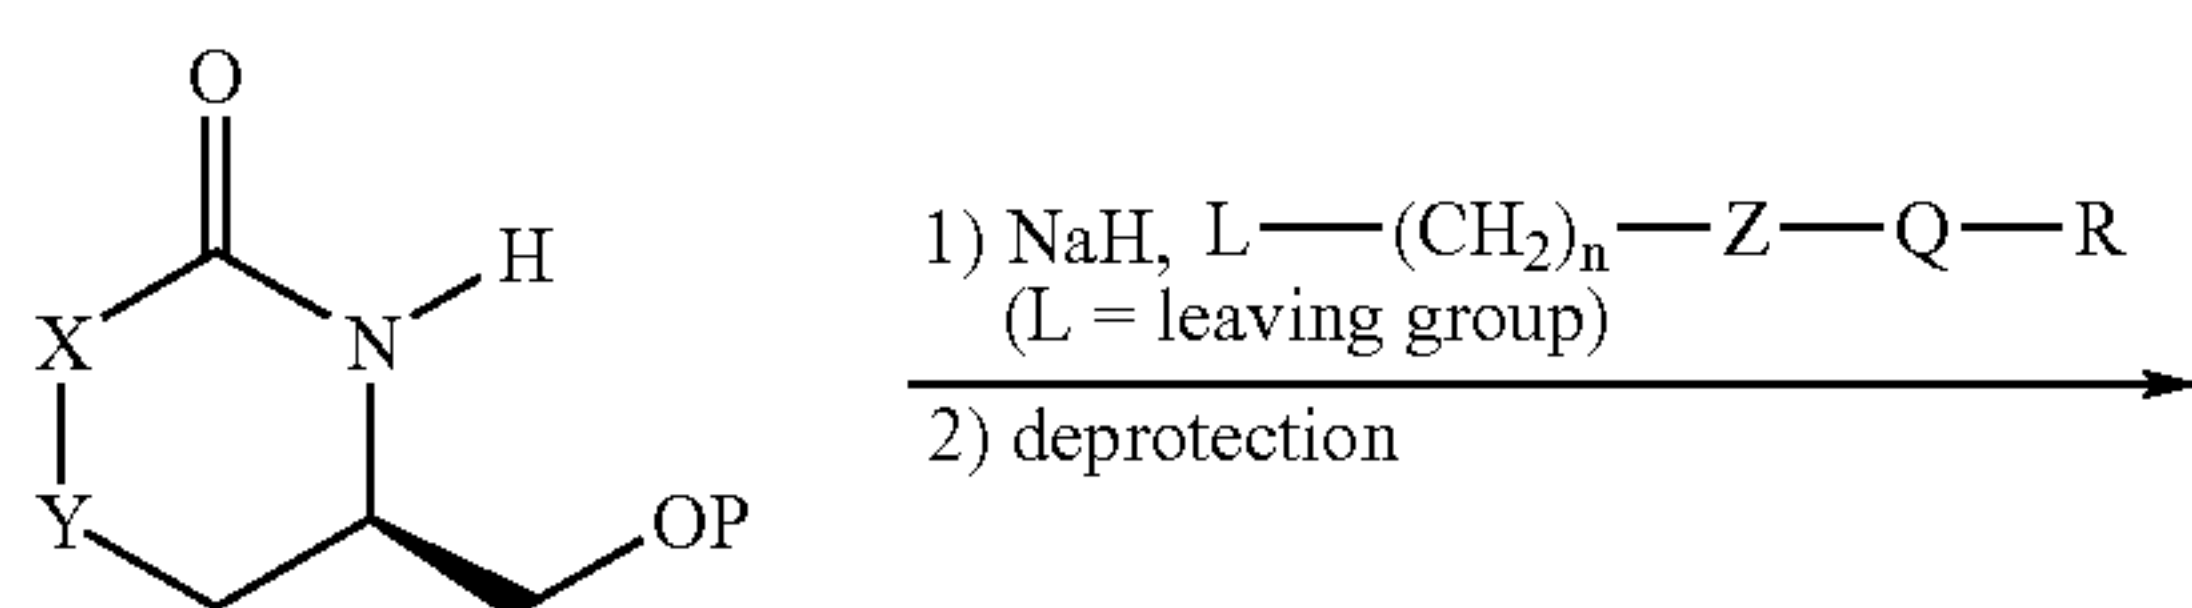 O
H
X
N
Y
OP
1) NaH, L—(CH₂)ₙ—Z—Q—R
(L = leaving group)
2) deprotection